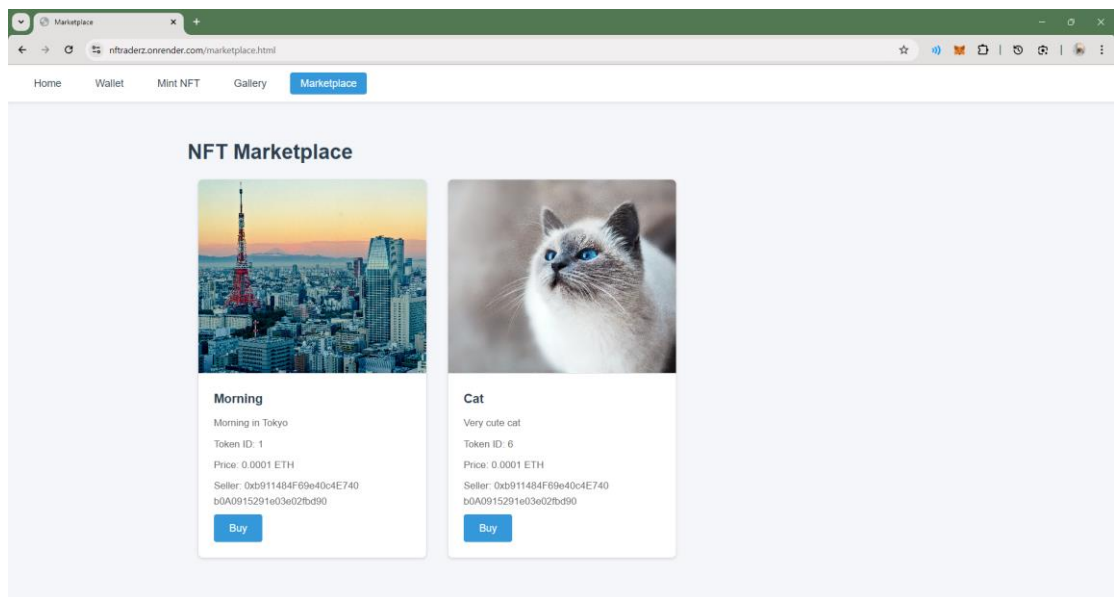 Marketplace
nftraderz.onrender.com/marketplace.html
Home Wallet Mint NFT Gallery Marketplace
NFT Marketplace
Morning
Morning in Tokyo
Token ID: 1
Price: 0.0001 ETH
Seller: 0xb911484F69e40c4E740
b0A0915291e03e02fbd90
Buy
Cat
Very cute cat
Token ID: 6
Price: 0.0001 ETH
Seller: 0xb911484F69e40c4E740
b0A0915291e03e02fbd90
Buy